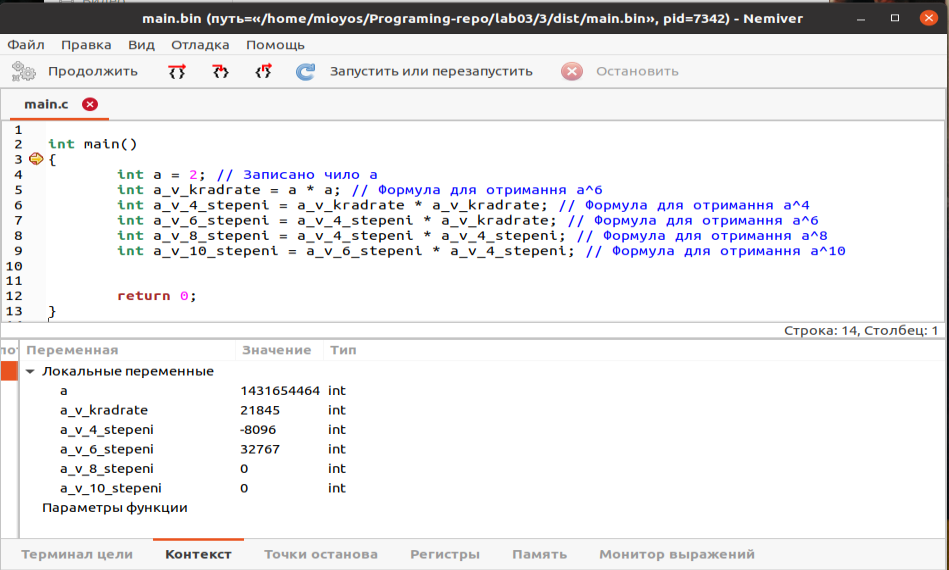 main.bin (путь=«/home/mioyos/Programing-repo/lab03/3/dist/main.bin», pid=7342) - Nemiver
Файл Правка Вид Отладка Помощь
Продолжить Запустить или перезапустить Остановить
main.c
1
2 int main()
3 {
4 int a = 2; // Записано чило а
5 int a_v_kradrate = a * a; // Формула для отримання а^6
6 int a_v_4_stepeni = a_v_kradrate * a_v_kradrate; // Формула для отримання а^4
7 int a_v_6_stepeni = a_v_4_stepeni * a_v_kradrate; // Формула для отримання а^6
8 int a_v_8_stepeni = a_v_4_stepeni * a_v_4_stepeni; // Формула для отримання а^8
9 int a_v_10_stepeni = a_v_6_stepeni * a_v_4_stepeni; // Формула для отримання а^10
10
11
12 return 0;
13 }
Строка: 14, Столбец: 1
Переменная Значение Тип
Локальные переменные
a 1431654464 int
a_v_kradrate 21845 int
a_v_4_stepeni -8096 int
a_v_6_stepeni 32767 int
a_v_8_stepeni 0 int
a_v_10_stepeni 0 int
Параметры функции
Терминал цели Контекст Точки останова Регистры Память Монитор выражений